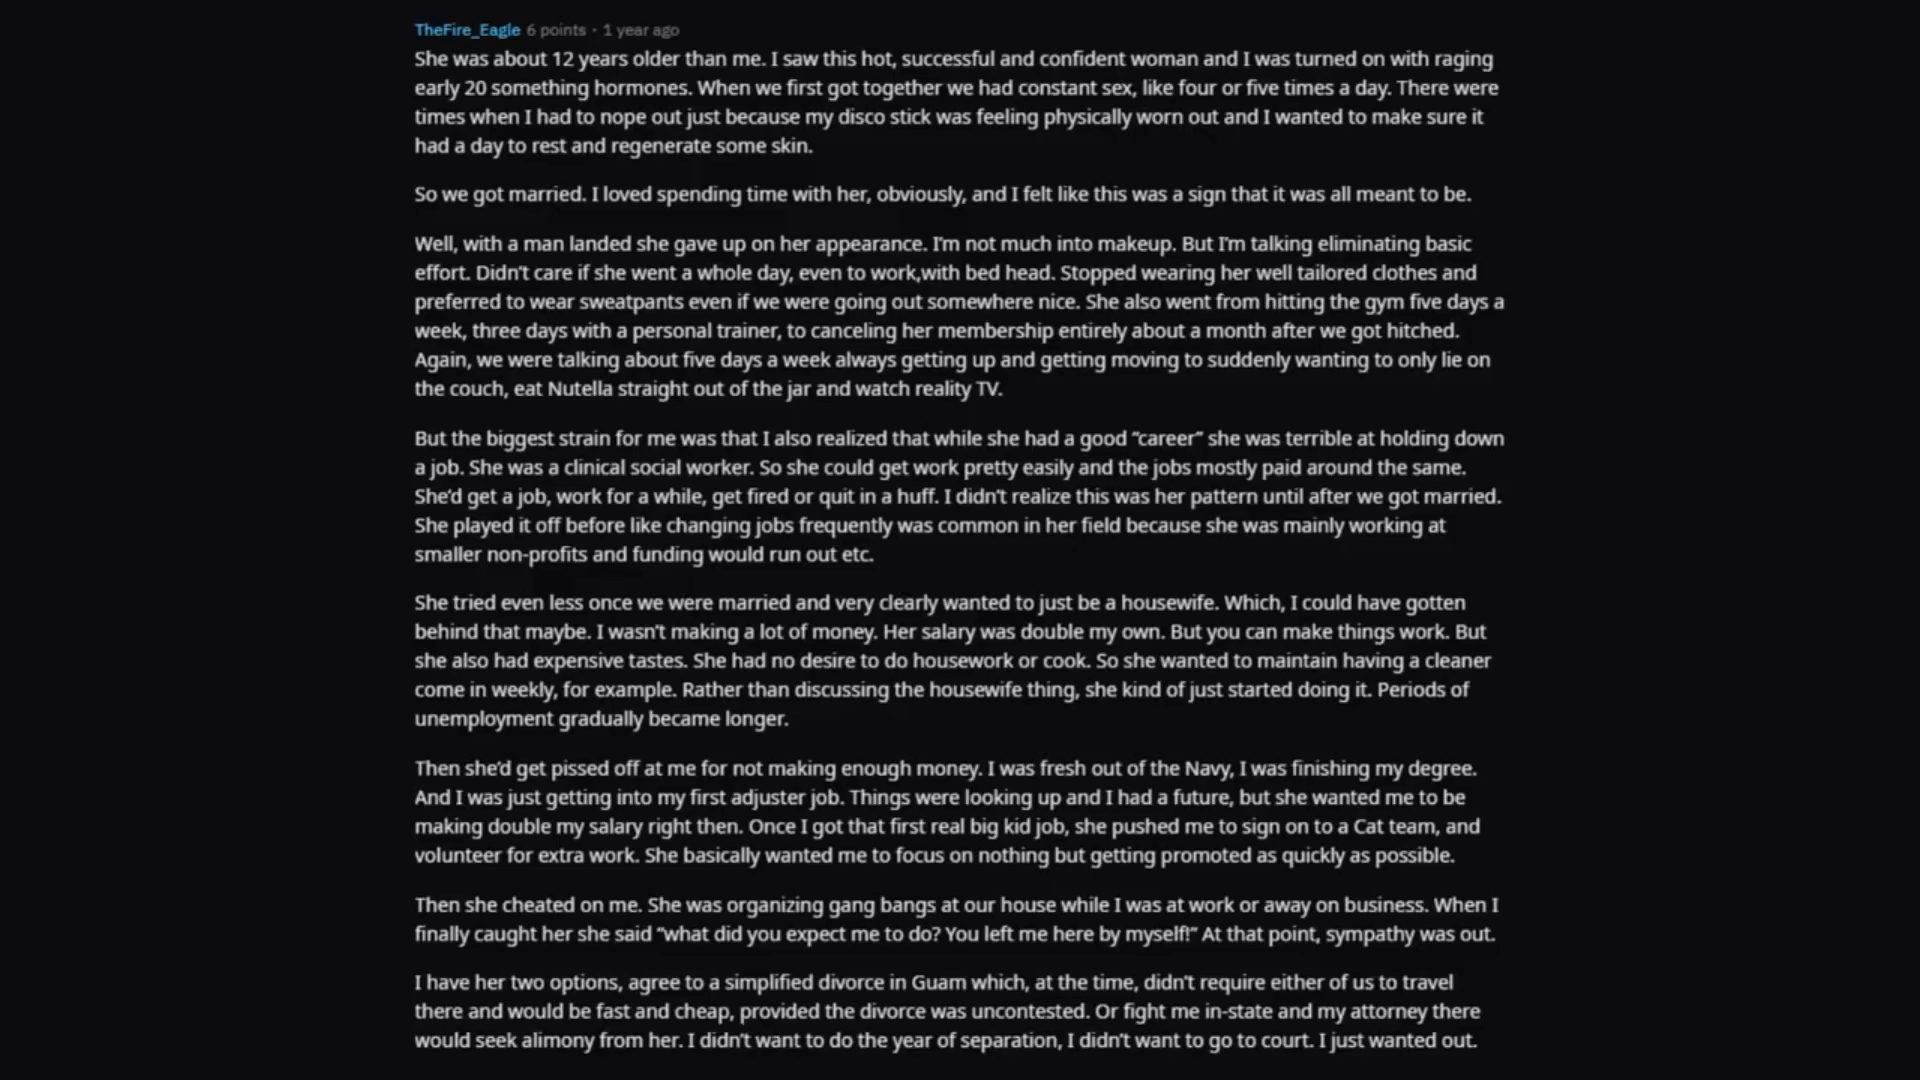 TheFire_Eagle 6 points · 1 year ago
She was about 12 years older than me. I saw this hot, successful and confident woman and I was turned on with raging
early 20 something hormones. When we first got together we had constant sex, like four or five times a day. There were
times when I had to nope out just because my disco stick was feeling physically worn out and I wanted to make sure it
had a day to rest and regenerate some skin.
So we got married. I loved spending time with her, obviously, and I felt like this was a sign that it was all meant to be.
Well, with a man landed she gave up on her appearance. I'm not much into makeup. But I'm talking eliminating basic
effort. Didn't care if she went a whole day, even to work,with bed head. Stopped wearing her well tailored clothes and
preferred to wear sweatpants even if we were going out somewhere nice. She also went from hitting the gym five days a
week, three days with a personal trainer, to canceling her membership entirely about a month after we got hitched.
Again, we were talking about five days a week always getting up and getting moving to suddenly wanting to only lie on
the couch, eat Nutella straight out of the jar and watch reality TV.
But the biggest strain for me was that I also realized that while she had a good “career” she was terrible at holding down
a job. She was a clinical social worker. So she could get work pretty easily and the jobs mostly paid around the same.
She'd get a job, work for a while, get fired or quit in a huff. I didn't realize this was her pattern until after we got married.
She played it off before like changing jobs frequently was common in her field because she was mainly working at
smaller non-profits and funding would run out etc.
She tried even less once we were married and very clearly wanted to just be a housewife. Which, I could have gotten
behind that maybe. I wasn't making a lot of money. Her salary was double my own. But you can make things work. But
she also had expensive tastes. She had no desire to do housework or cook. So she wanted to maintain having a cleaner
come in weekly, for example. Rather than discussing the housewife thing, she kind of just started doing it. Periods of
unemployment gradually became longer.
Then she'd get pissed off at me for not making enough money. I was fresh out of the Navy, I was finishing my degree.
And I was just getting into my first adjuster job. Things were looking up and I had a future, but she wanted me to be
making double my salary right then. Once I got that first real big kid job, she pushed me to sign on to a Cat team, and
volunteer for extra work. She basically wanted me to focus on nothing but getting promoted as quickly as possible.
Then she cheated on me. She was organizing gang bangs at our house while I was at work or away on business. When I
finally caught her she said “what did you expect me to do? You left me here by myself!” At that point, sympathy was out.
I have her two options, agree to a simplified divorce in Guam which, at the time, didn't require either of us to travel
there and would be fast and cheap, provided the divorce was uncontested. Or fight me in-state and my attorney there
would seek alimony from her. I didn't want to do the year of separation, I didn't want to go to court. I just wanted out.